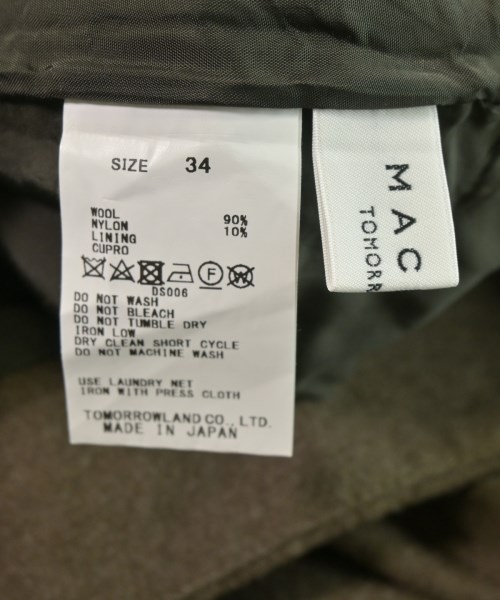 SIZE 34
WOOL 90%
NYLON 10%
LINING
CUPRO
DS006
DO NOT WASH
DO NOT BLEACH
DO NOT TUMBLE DRY
IRON LOW
DRY CLEAN SHORT CYCLE
DO NOT MACHINE WASH
USE LAUNDRY NET
IRON WITH PRESS CLOTH
TOMORROWLAND CO., LTD.
MADE IN JAPAN
MAC
TOMORR